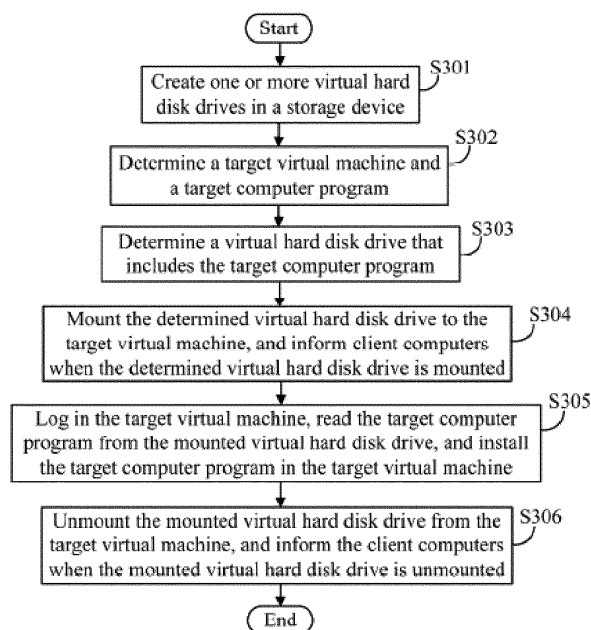 Start
S301
Create one or more virtual hard
disk drives in a storage device
S302
Determine a target virtual machine and
a target computer program
S303
Determine a virtual hard disk drive that
includes the target computer program
S304
Mount the determined virtual hard disk drive to the
target virtual machine, and inform client computers
when the determined virtual hard disk drive is mounted
S305
Log in the target virtual machine, read the target computer
program from the mounted virtual hard disk drive, and install
the target computer program in the target virtual machine
S306
Unmount the mounted virtual hard disk drive from the
target virtual machine, and inform the client computers
when the mounted virtual hard disk drive is unmounted
End